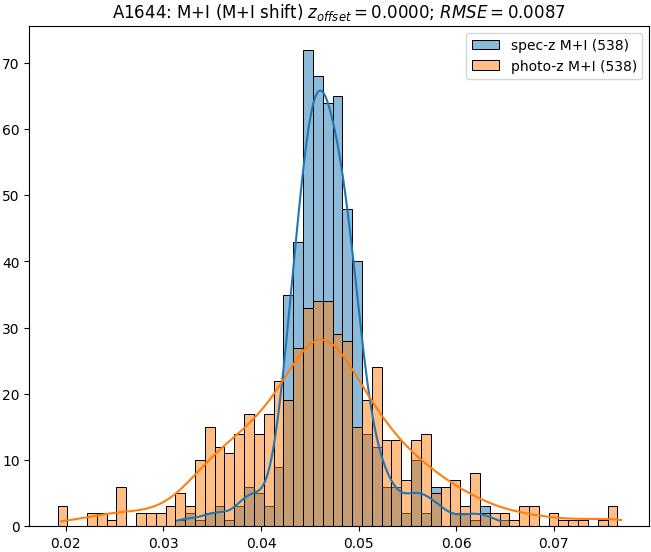 A1644: M+I (M+I shift) z_offset = 0.0000; RMSE = 0.0087
spec-z M+I (538)
photo-z M+I (538)
70
60
50
40
30
20
10
0
0.02 0.03 0.04 0.05 0.06 0.07